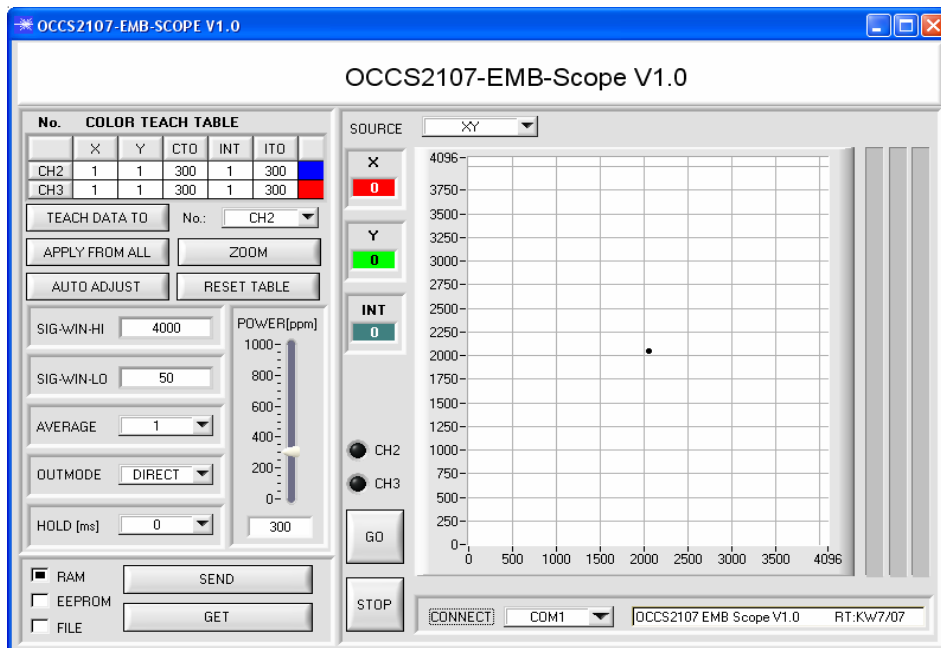 OCCS2107-EMB-SCOPE V1.0
OCCS2107-EMB-Scope V1.0
No. COLOR TEACH TABLE
X Y CTO INT ITO
CH2 1 1 300 1 300
CH3 1 1 300 1 300
TEACH DATA TO No.: CH2
APPLY FROM ALL ZOOM
AUTO ADJUST RESET TABLE
SIG-WIN-HI 4000
SIG-WIN-LO 50
AVERAGE 1
OUTMODE DIRECT
HOLD [ms] 0
POWER[ppm]
1000
800
600
400
200
0
300
RAM
EEPROM
FILE
SEND
GET
SOURCE XY
X
0
Y
0
INT
0
CH2
CH3
GO
STOP
4096
3750
3500
3250
3000
2750
2500
2250
2000
1750
1500
1250
1000
750
500
250
0
0 500 1000 1500 2000 2500 3000 3500 4096
CONNECT COM1 OCCS2107 EMB Scope V1.0 RT:KW7/07